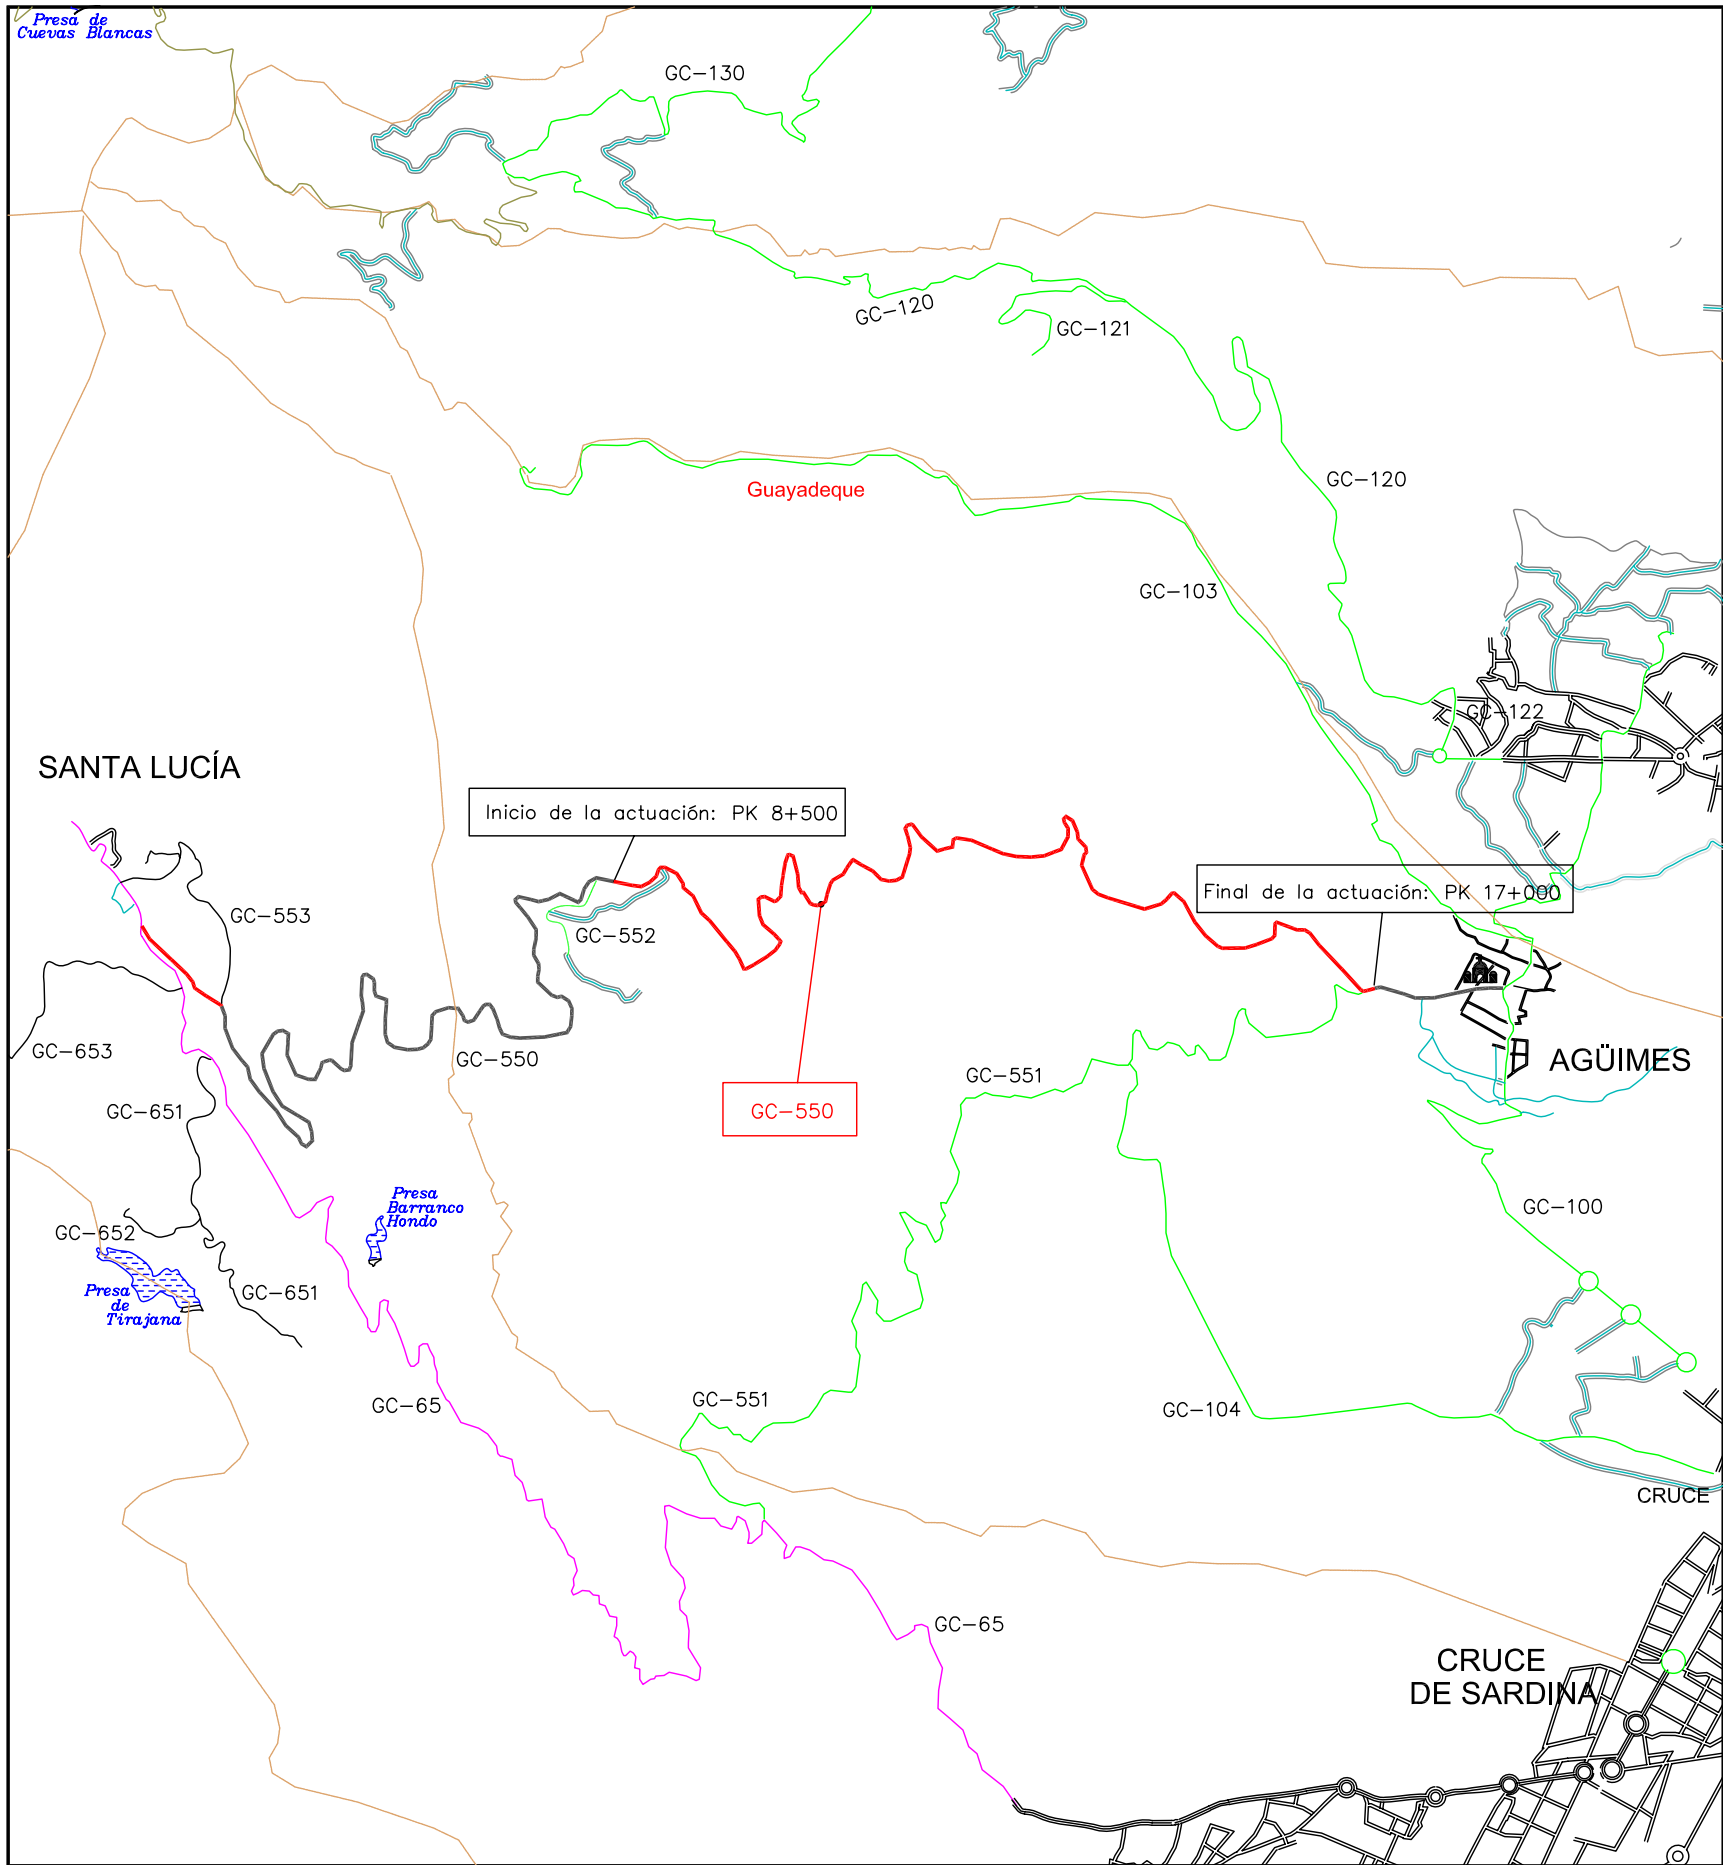 Presa de
Cuevas Blancas
GC-130
GC-120
GC-121
GC-120
Guayadeque
GC-103
GC-122
SANTA LUCÍA
Inicio de la actuación: PK 8+500
Final de la actuación: PK 17+000
GC-553
GC-552
GC-653
GC-550
AGÜIMES
GC-551
GC-651
GC-550
Presa
Barranco
Hondo
GC-100
GC-652
GC-651
Presa
de
Tirajana
GC-65
GC-551
GC-104
CRUCE
GC-65
CRUCE
DE SARDINA